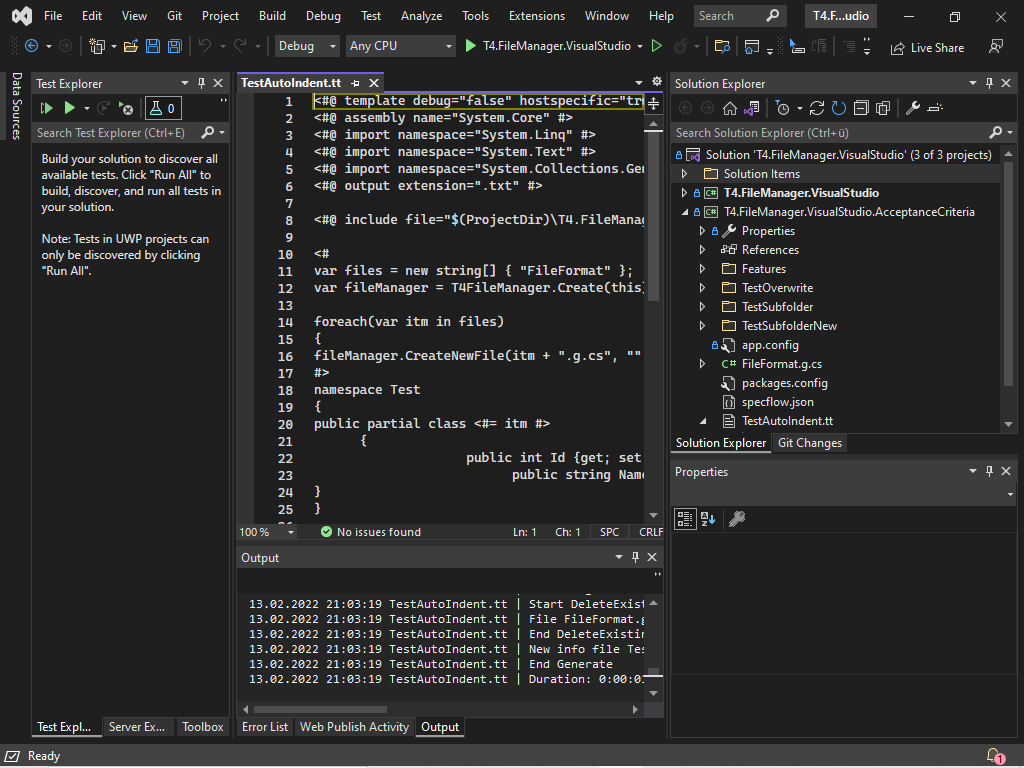 File Edit View Git Project Build Debug Test Analyze Tools Extensions Window Help Search T4.F...udio
Debug Any CPU T4.FileManager.VisualStudio Live Share
Data Sources
Test Explorer
0
Search Test Explorer (Ctrl+E)
Build your solution to discover all
available tests. Click "Run All" to
build, discover, and run all tests in
your solution.
Note: Tests in UWP projects can
only be discovered by clicking
"Run All".
Test Expl... Server Ex... Toolbox
TestAutoIndent.tt
1 <#@ template debug="false" hostspecific="tr
2 <#@ assembly name="System.Core" #>
3 <#@ import namespace="System.Linq" #>
4 <#@ import namespace="System.Text" #>
5 <#@ import namespace="System.Collections.Gen
6 <#@ output extension=".txt" #>
7
8 <#@ include file="$(ProjectDir)\T4.FileManag
9
10 <#
11 var files = new string[] { "FileFormat" };
12 var fileManager = T4FileManager.Create(this
13
14 foreach(var itm in files)
15 {
16 fileManager.CreateNewFile(itm + ".g.cs", ""
17 #>
18 namespace Test
19 {
20 public partial class <#= itm #>
21 {
22 public int Id {get; set
23 public string Name
24 }
25 }
100 % No issues found Ln: 1 Ch: 1 SPC CRLF
Output
13.02.2022 21:03:19 TestAutoIndent.tt | Start DeleteExist
13.02.2022 21:03:19 TestAutoIndent.tt | File FileFormat.g
13.02.2022 21:03:19 TestAutoIndent.tt | End DeleteExistin
13.02.2022 21:03:19 TestAutoIndent.tt | New info file Tes
13.02.2022 21:03:19 TestAutoIndent.tt | End Generate
13.02.2022 21:03:19 TestAutoIndent.tt | Duration: 0:00:01
Error List Web Publish Activity Output
Solution Explorer
Search Solution Explorer (Ctrl+ü)
Solution 'T4.FileManager.VisualStudio' (3 of 3 projects)
Solution Items
C# T4.FileManager.VisualStudio
C# T4.FileManager.VisualStudio.AcceptanceCriteria
Properties
References
Features
TestOverwrite
TestSubfolder
TestSubfolderNew
app.config
C# FileFormat.g.cs
packages.config
specflow.json
TestAutoIndent.tt
Solution Explorer Git Changes
Properties
Ready
1